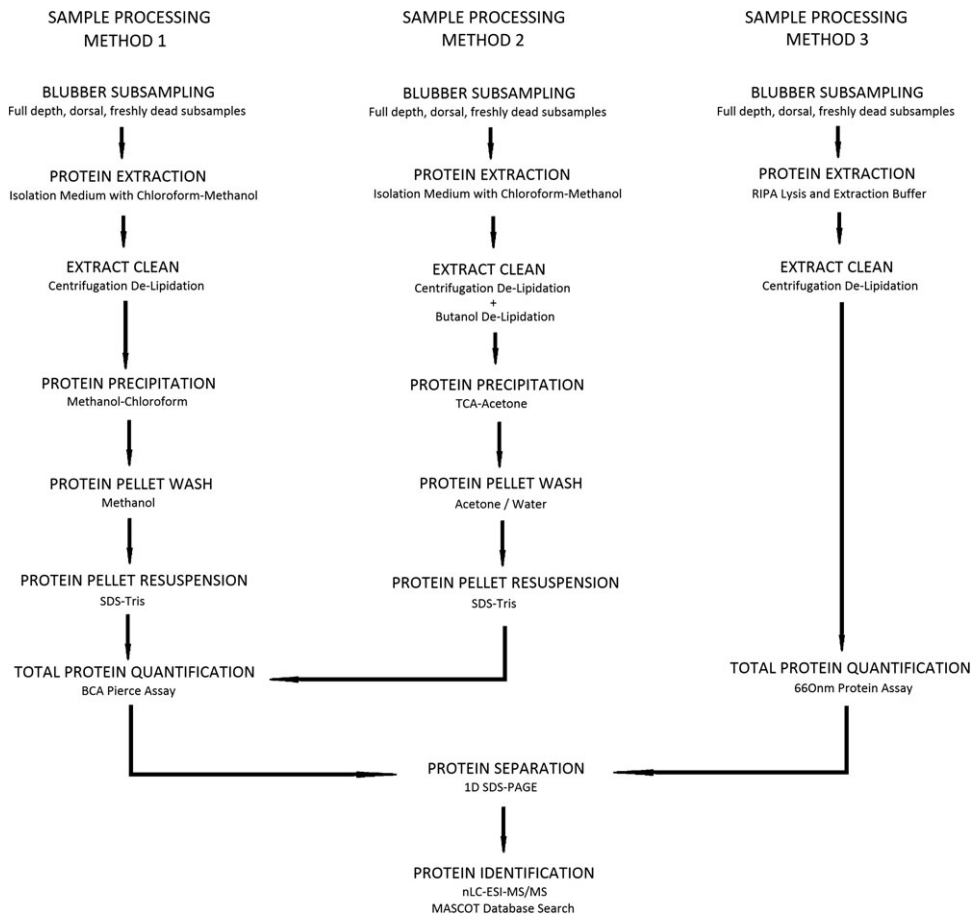 SAMPLE PROCESSING
METHOD 1
BLUBBER SUBSAMPLING
Full depth, dorsal, freshly dead subsamples
PROTEIN EXTRACTION
Isolation Medium with Chloroform-Methanol
EXTRACT CLEAN
Centrifugation De-Lipidation
PROTEIN PRECIPITATION
Methanol-Chloroform
PROTEIN PELLET WASH
Methanol
PROTEIN PELLET RESUSPENSION
SDS-Tris
TOTAL PROTEIN QUANTIFICATION
BCA Pierce Assay
SAMPLE PROCESSING
METHOD 2
BLUBBER SUBSAMPLING
Full depth, dorsal, freshly dead subsamples
PROTEIN EXTRACTION
Isolation Medium with Chloroform-Methanol
EXTRACT CLEAN
Centrifugation De-Lipidation
+
Butanol De-Lipidation
PROTEIN PRECIPITATION
TCA-Acetone
PROTEIN PELLET WASH
Acetone / Water
PROTEIN PELLET RESUSPENSION
SDS-Tris
SAMPLE PROCESSING
METHOD 3
BLUBBER SUBSAMPLING
Full depth, dorsal, freshly dead subsamples
PROTEIN EXTRACTION
RIPA Lysis and Extraction Buffer
EXTRACT CLEAN
Centrifugation De-Lipidation
TOTAL PROTEIN QUANTIFICATION
66Onm Protein Assay
PROTEIN SEPARATION
1D SDS-PAGE
PROTEIN IDENTIFICATION
nLC-ESI-MS/MS
MASCOT Database Search